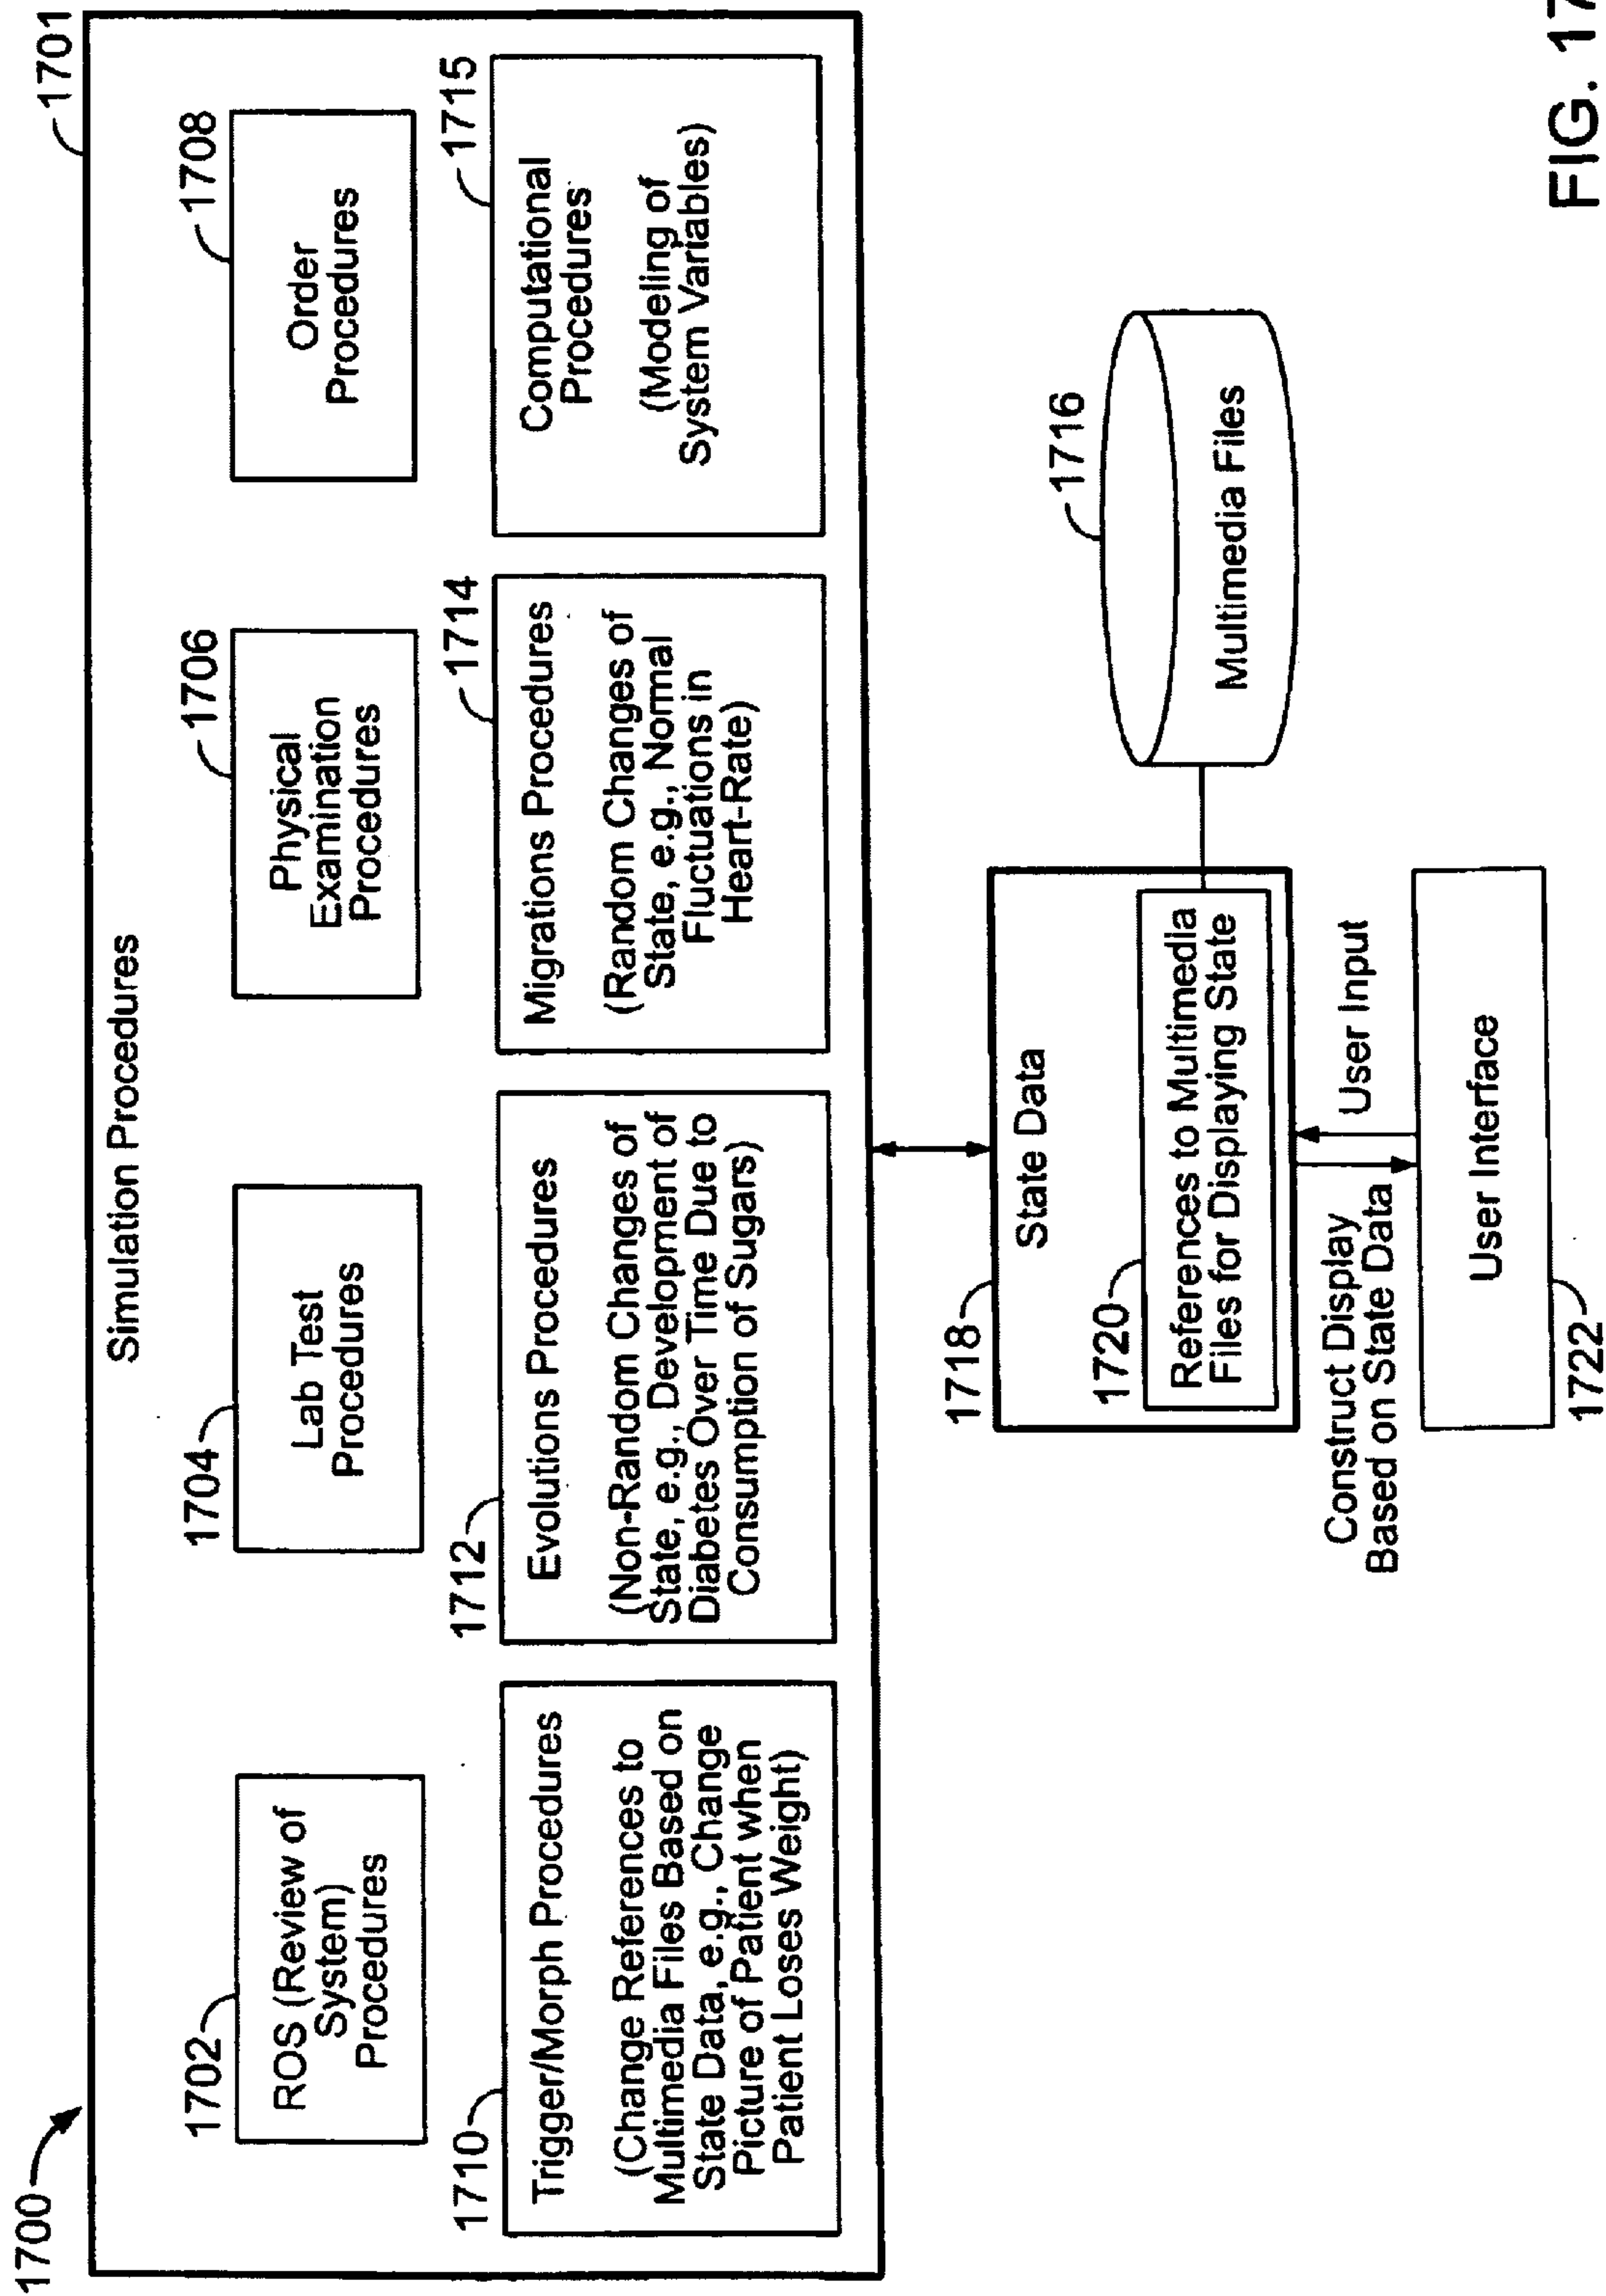 1700
1701
Simulation Procedures
1702
ROS (Review of
System)
Procedures
1704
Lab Test
Procedures
1706
Physical
Examination
Procedures
1708
Order
Procedures
1710
Trigger/Morph Procedures
(Change References to
Multimedia Files Based on
State Data, e.g., Change
Picture of Patient when
Patient Loses Weight)
1712
Evolutions Procedures
(Non-Random Changes of
State, e.g., Development of
Diabetes Over Time Due to
Consumption of Sugars)
1714
Migrations Procedures
(Random Changes of
State, e.g., Normal
Fluctuations in
Heart-Rate)
1715
Computational
Procedures
(Modeling of
System Variables)
1718
State Data
1720
References to Multimedia
Files for Displaying State
1716
Multimedia Files
Construct Display
Based on State Data
User Input
User Interface
1722
FIG. 17